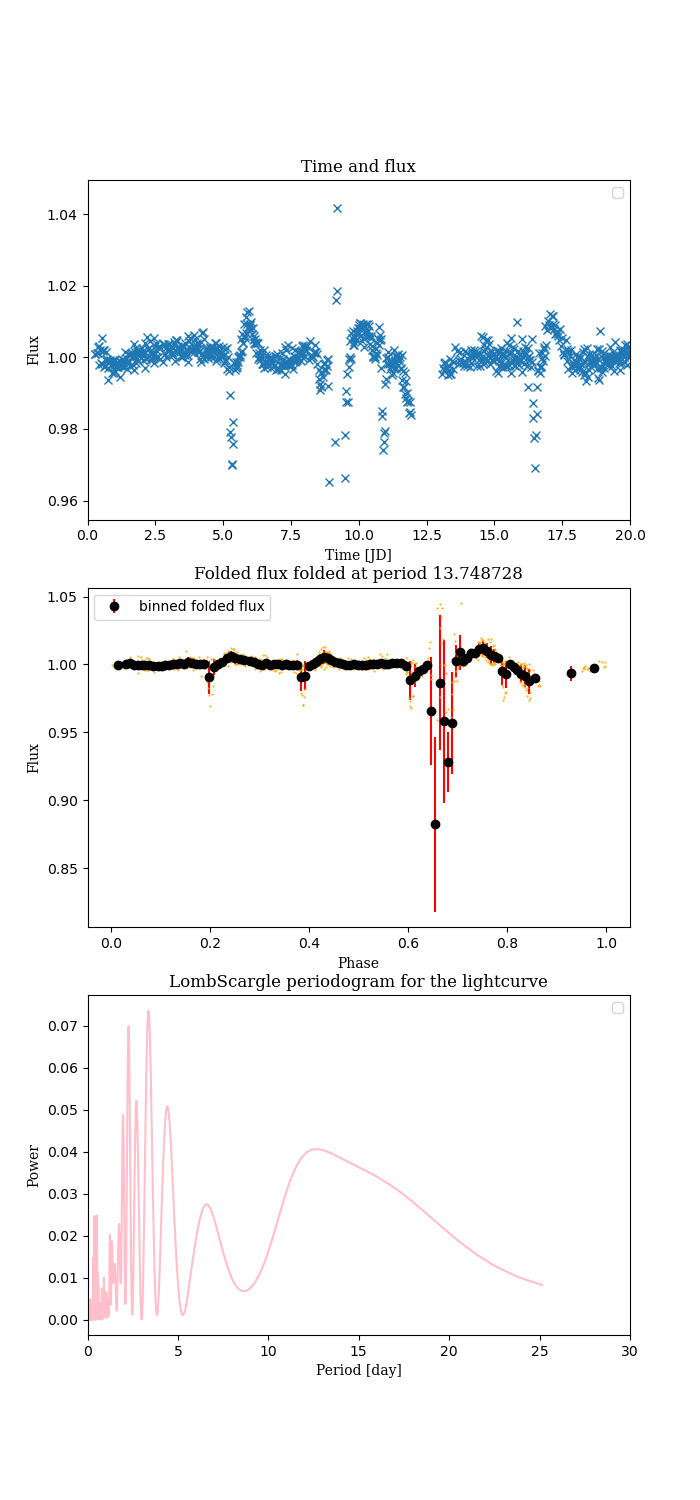 Time and flux
1.04
1.02
1.00
0.98
0.96
Flux
0.0 2.5 5.0 7.5 10.0 12.5 15.0 17.5 20.0
Time [JD]
Folded flux folded at period 13.748728
binned folded flux
1.05
1.00
0.95
0.90
0.85
Flux
0.0 0.2 0.4 0.6 0.8 1.0
Phase
LombScargle periodogram for the lightcurve
0.07
0.06
0.05
0.04
0.03
0.02
0.01
0.00
Power
0 5 10 15 20 25 30
Period [day]